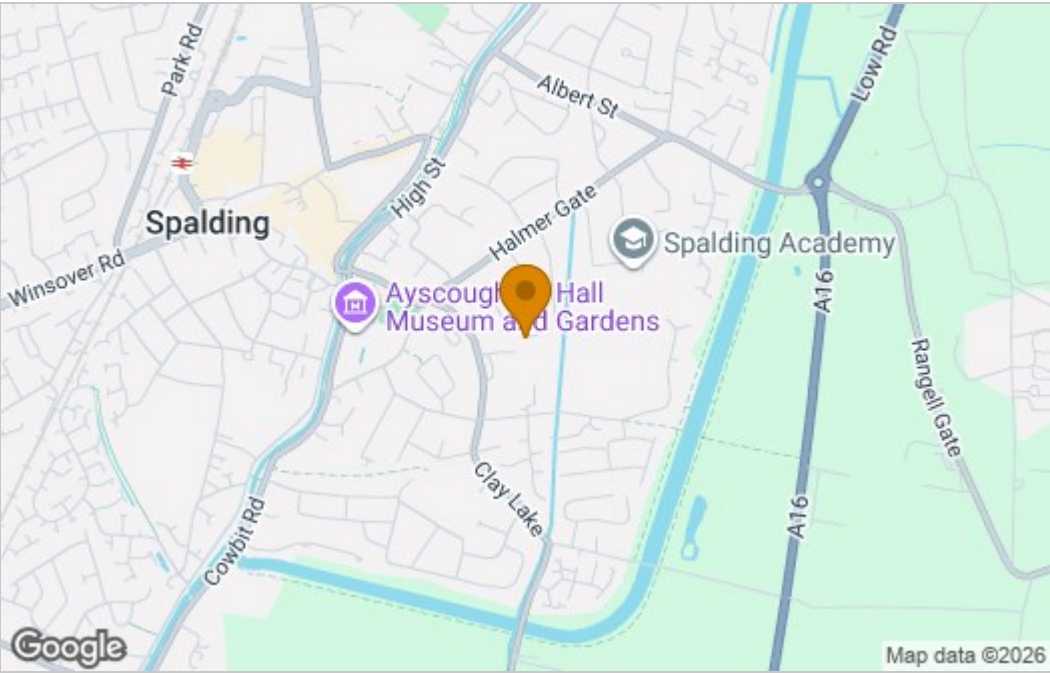 Park Rd
Low Rd
Albert St
High St
Spalding
Halmer Gate
Spalding Academy
Winsover Rd
A16
Hall
Museum and Gardens
Rangell Gate
Clay Lake
A16
Cowbit Rd
Google
Map data ©2026